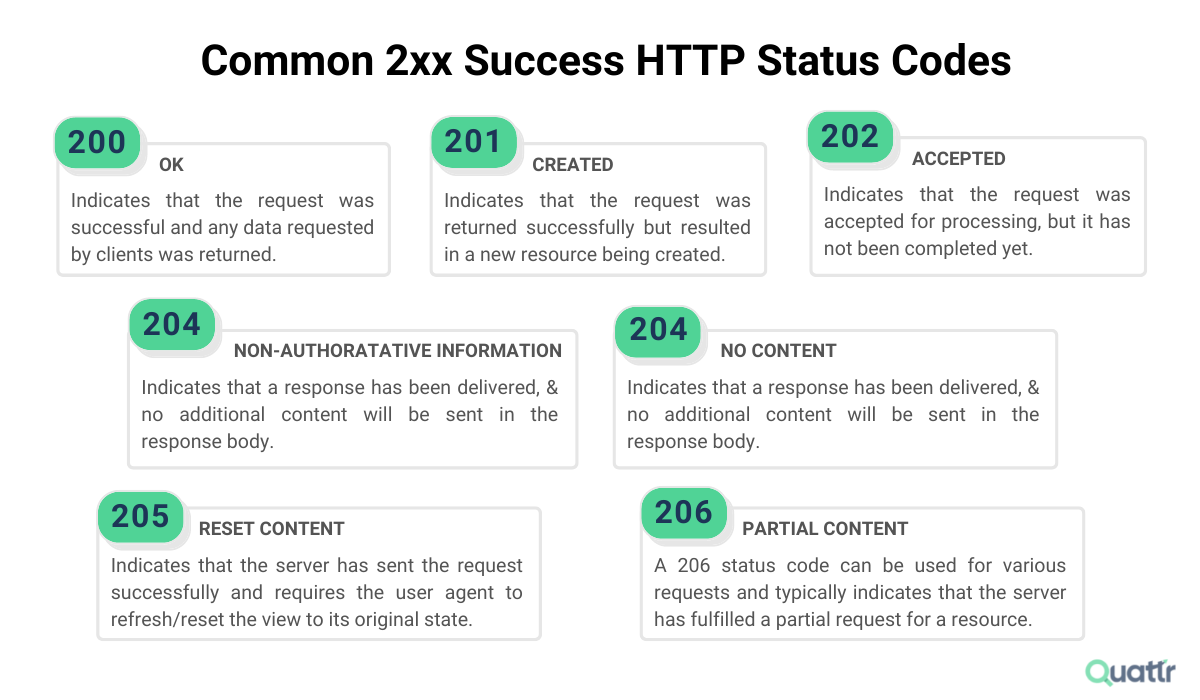 Common 2xx Success HTTP Status Codes
200
OK
Indicates that the request was
successful and any data requested
by clients was returned.
201
CREATED
Indicates that the request was
returned successfully but resulted
in a new resource being created.
202
ACCEPTED
Indicates that the request was
accepted for processing, but it has
not been completed yet.
204
NON-AUTHORATATIVE INFORMATION
Indicates that a response has been delivered, &
no additional content will be sent in the
response body.
204
NO CONTENT
Indicates that a response has been delivered, &
no additional content will be sent in the
response body.
205
RESET CONTENT
Indicates that the server has sent the request
successfully and requires the user agent to
refresh/reset the view to its original state.
206
PARTIAL CONTENT
A 206 status code can be used for various
requests and typically indicates that the server
has fulfilled a partial request for a resource.
Quattr